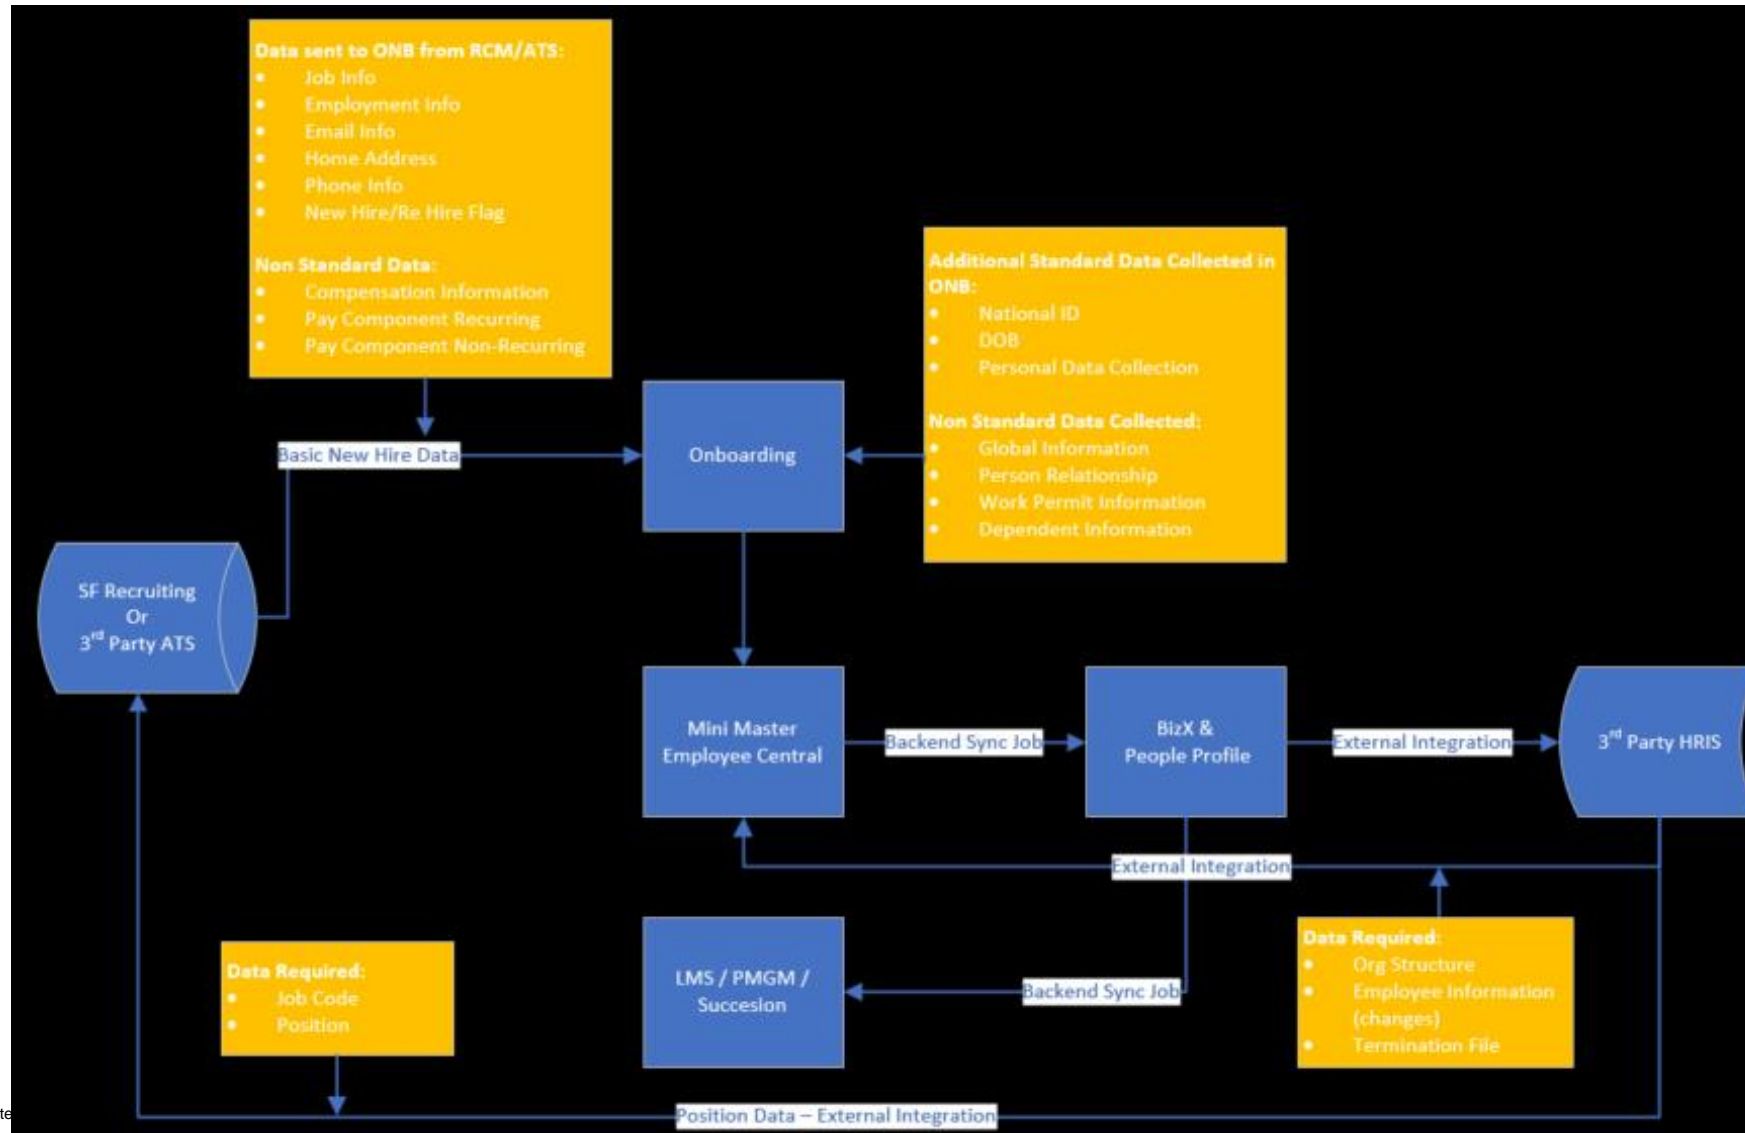 Data sent to ONB from RCM/ATS:
• Job Info
• Employment Info
• Email Info
• Home Address
• Phone Info
• New Hire/Re Hire Flag
Non Standard Data:
• Compensation Information
• Pay Component Recurring
• Pay Component Non-Recurring
Additional Standard Data Collected in
ONB:
• National ID
• DOB
• Personal Data Collection
Non Standard Data Collected:
• Global Information
• Person Relationship
• Work Permit Information
• Dependent Information
Basic New Hire Data
Onboarding
SF Recruiting
Or
3rd Party ATS
Mini Master
Employee Central
Backend Sync Job
BizX &
People Profile
External Integration
3rd Party HRIS
External Integration
LMS / PMGM /
Succesion
Backend Sync Job
Data Required:
• Org Structure
• Employee Information
(changes)
• Termination File
Data Required:
• Job Code
• Position
Position Data – External Integration
te